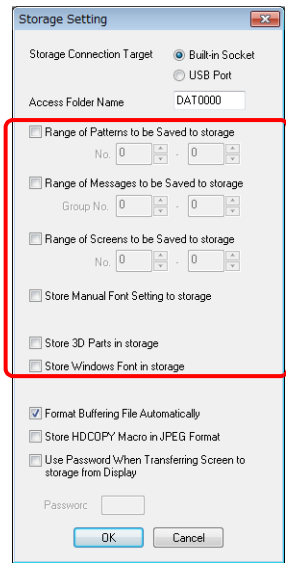 Storage Setting
Storage Connection Target
Built-in Socket
USB Port
Access Folder Name DAT0000
Range of Patterns to be Saved to storage
No. 0 - 0
Range of Messages to be Saved to storage
Group No. 0 - 0
Range of Screens to be Saved to storage
No. 0 - 0
Store Manual Font Setting to storage
Store 3D Parts in storage
Store Windows Font in storage
Format Buffering File Automatically
Store HDCOPY Macro in JPEG Format
Use Password When Transferring Screen to
storage from Display
Passworc
OK Cancel